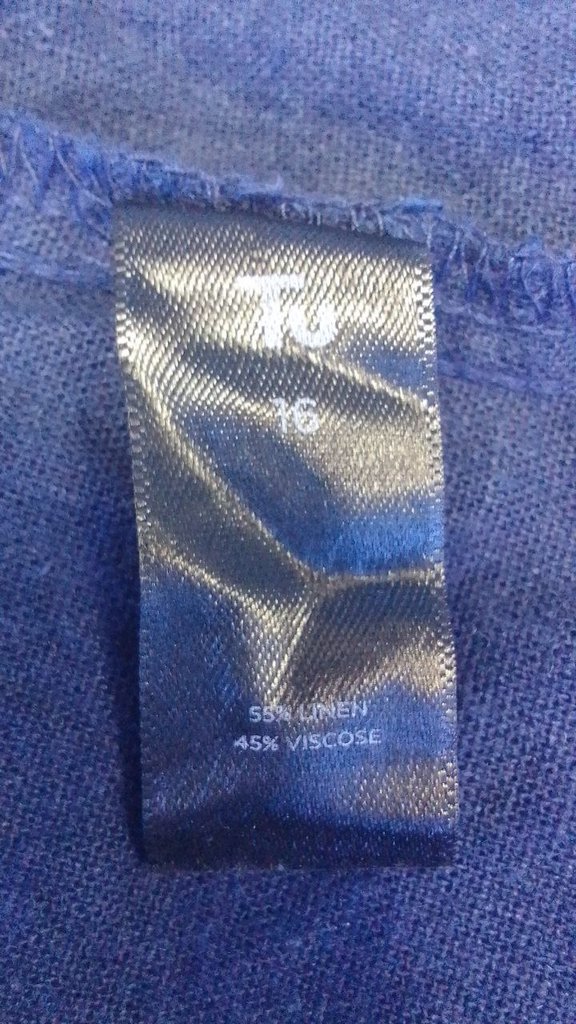 Tu
16
55% LINEN
45% VISCOSE